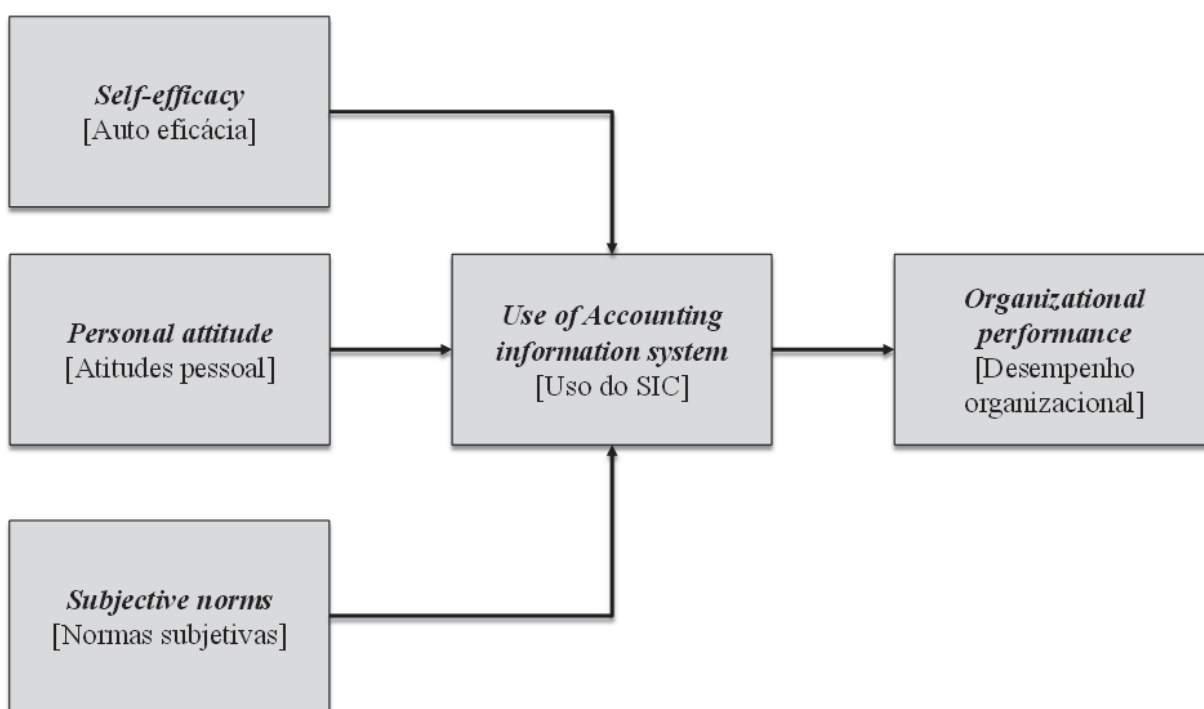 Self-efficacy
[Auto eficácia]
Personal attitude
[Atitudes pessoal]
Subjective norms
[Normas subjetivas]
Use of Accounting
information system
[Uso do SIC]
Organizational
performance
[Desempenho
organizacional]